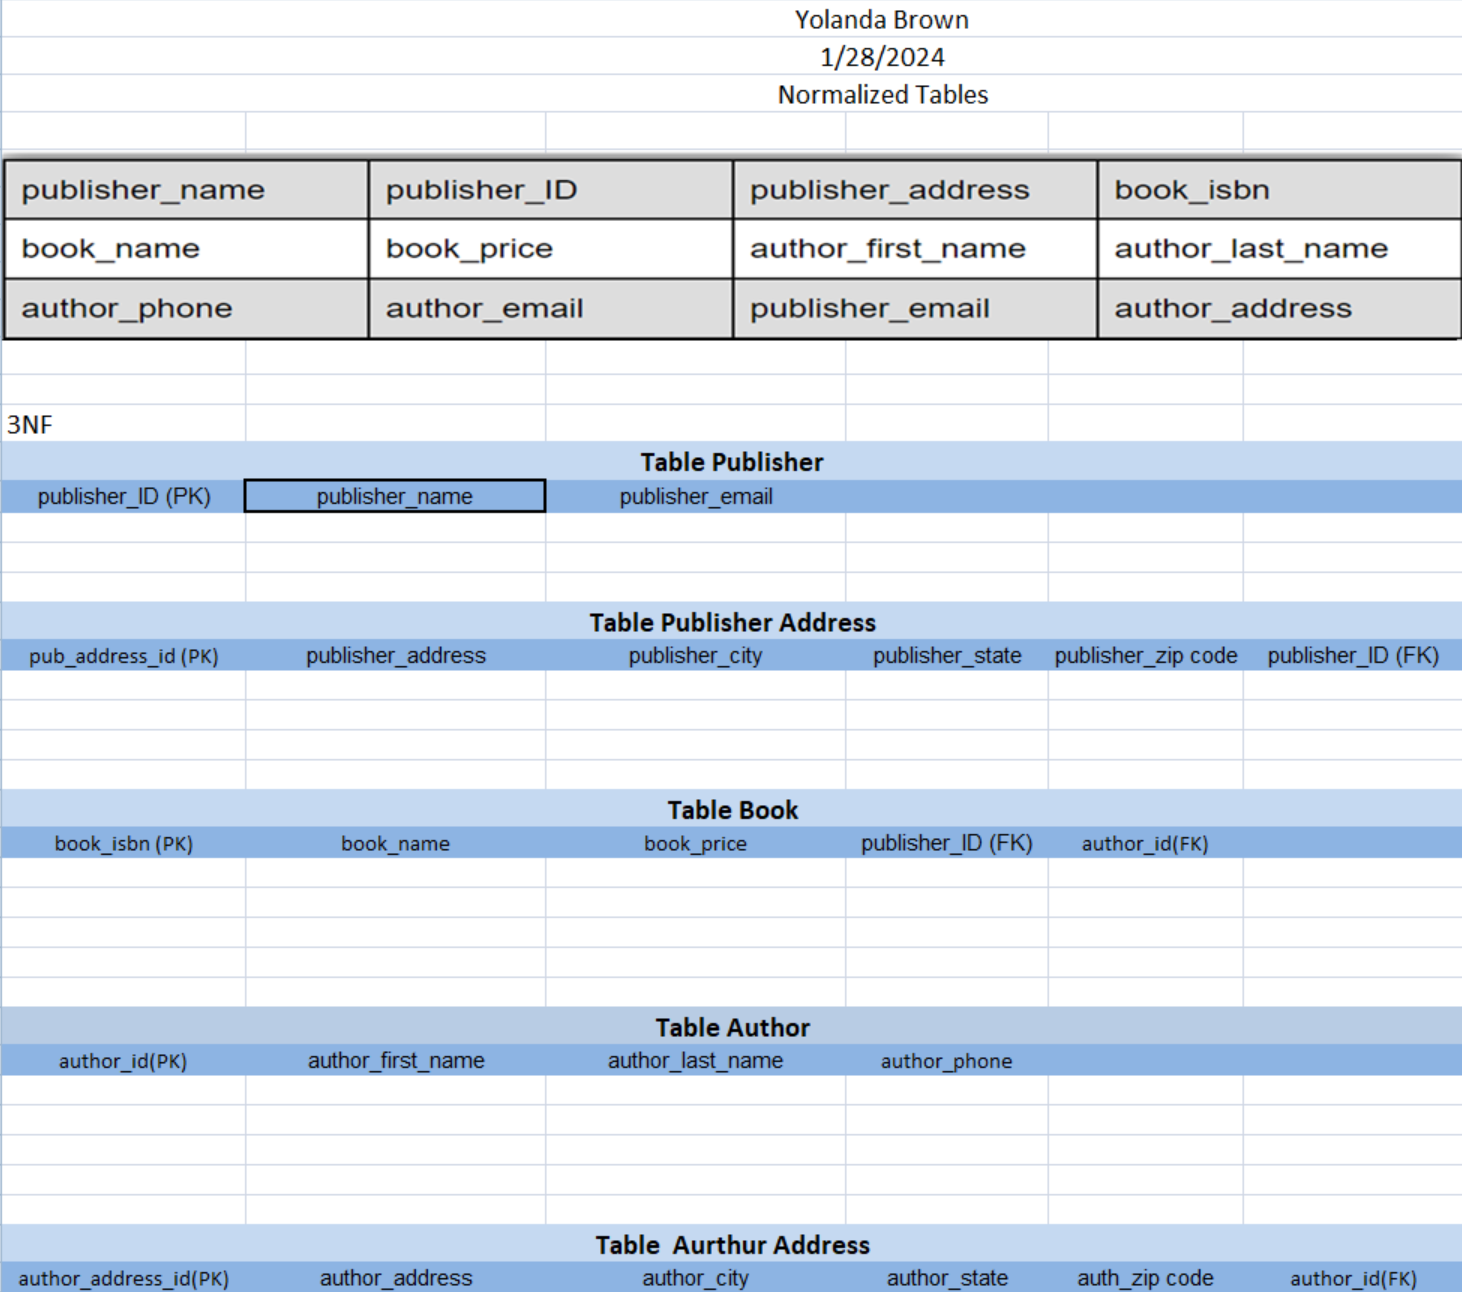 Yolanda Brown
1/28/2024
Normalized Tables
publisher_name publisher_ID publisher_address book_isbn
book_name book_price author_first_name author_last_name
author_phone author_email publisher_email author_address
3NF
Table Publisher
publisher_ID (PK) publisher_name publisher_email
Table Publisher Address
pub_address_id (PK) publisher_address publisher_city publisher_state publisher_zip code publisher_ID (FK)
Table Book
book_isbn (PK) book_name book_price publisher_ID (FK) author_id(FK)
Table Author
author_id(PK) author_first_name author_last_name author_phone
Table Aurthur Address
author_address_id(PK) author_address author_city author_state auth_zip code author_id(FK)